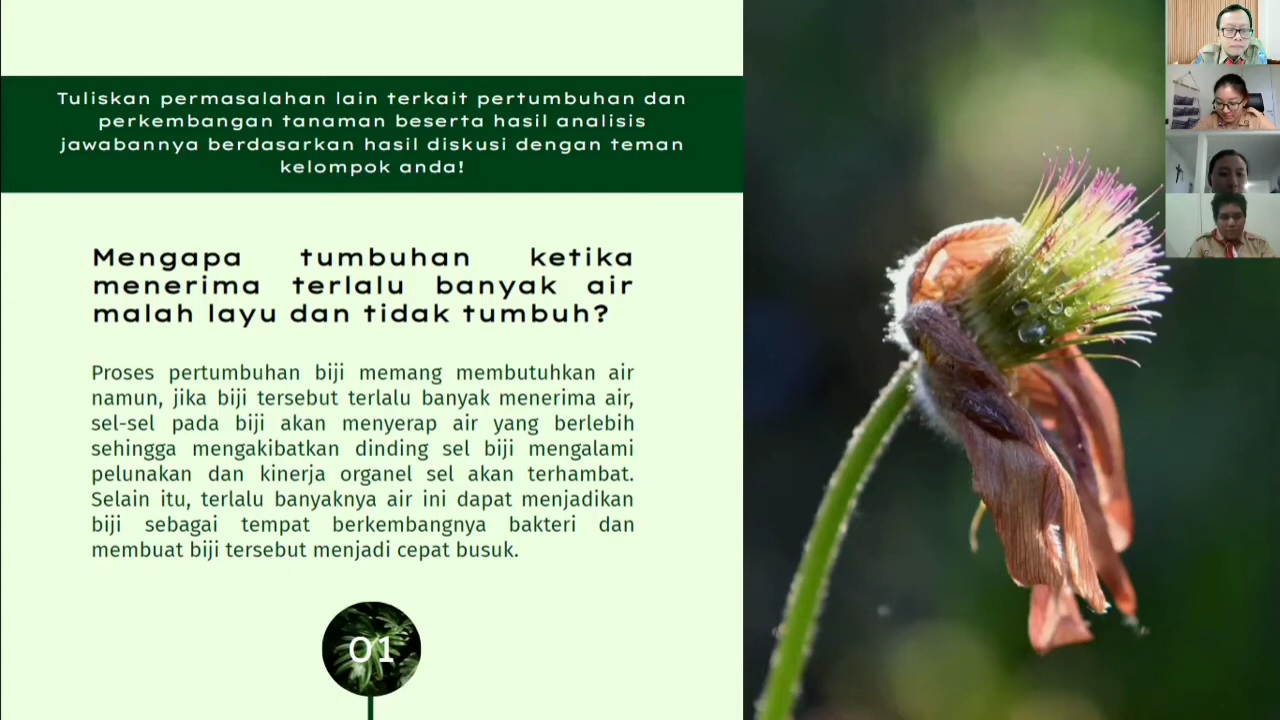 Tuliskan permasalahan lain terkait pertumbuhan dan
perkembangan tanaman beserta hasil analisis
jawabannya berdasarkan hasil diskusi dengan teman
kelompok anda!
Mengapa tumbuhan ketika
menerima terlalu banyak air
malah layu dan tidak tumbuh?
Proses pertumbuhan biji memang membutuhkan air
namun, jika biji tersebut terlalu banyak menerima air,
sel-sel pada biji akan menyerap air yang berlebih
sehingga mengakibatkan dinding sel biji mengalami
pelunakan dan kinerja organel sel akan terhambat.
Selain itu, terlalu banyaknya air ini dapat menjadikan
biji sebagai tempat berkembangnya bakteri dan
membuat biji tersebut menjadi cepat busuk.
01